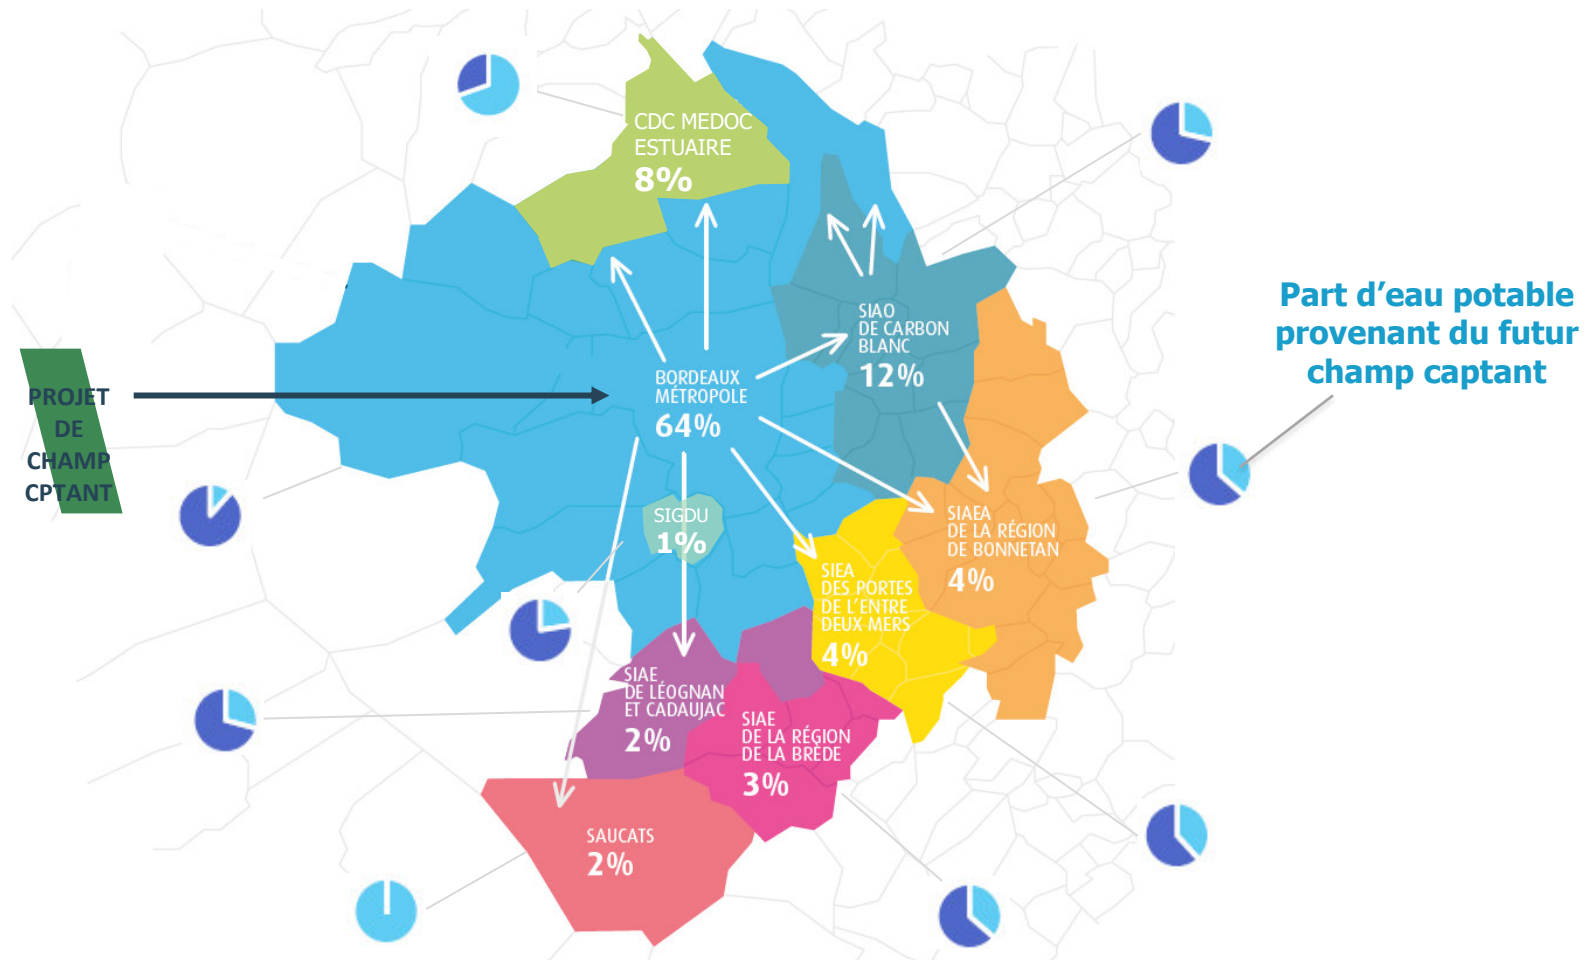 CDC MEDOC
ESTUAIRE
8%
SIAO
DE CARBON
BLANC
12%
Part d’eau potable
provenant du futur
champ captant
PROJET
DE
CHAMP
CPTANT
BORDEAUX
MÉTROPOLE
64%
SIGDU
1%
SIAEA
DE LA RÉGION
DE BONNETAN
4%
SIEA
DES PORTES
DE L'ENTRE
DEUX MERS
4%
SIAE
DE LÉOGNAN
ET CADAUJAC
2%
SIAE
DE LA RÉGION
DE LA BRÈDE
3%
SAUCATS
2%